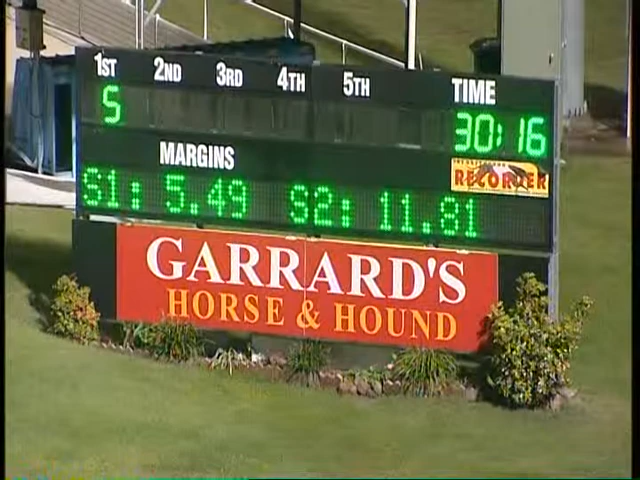 1ST 2ND 3RD 4TH 5TH TIME
5 30:16
MARGINS
RECORDER
S1: 5.49 S2: 11.81
GARRARD'S
HORSE & HOUND